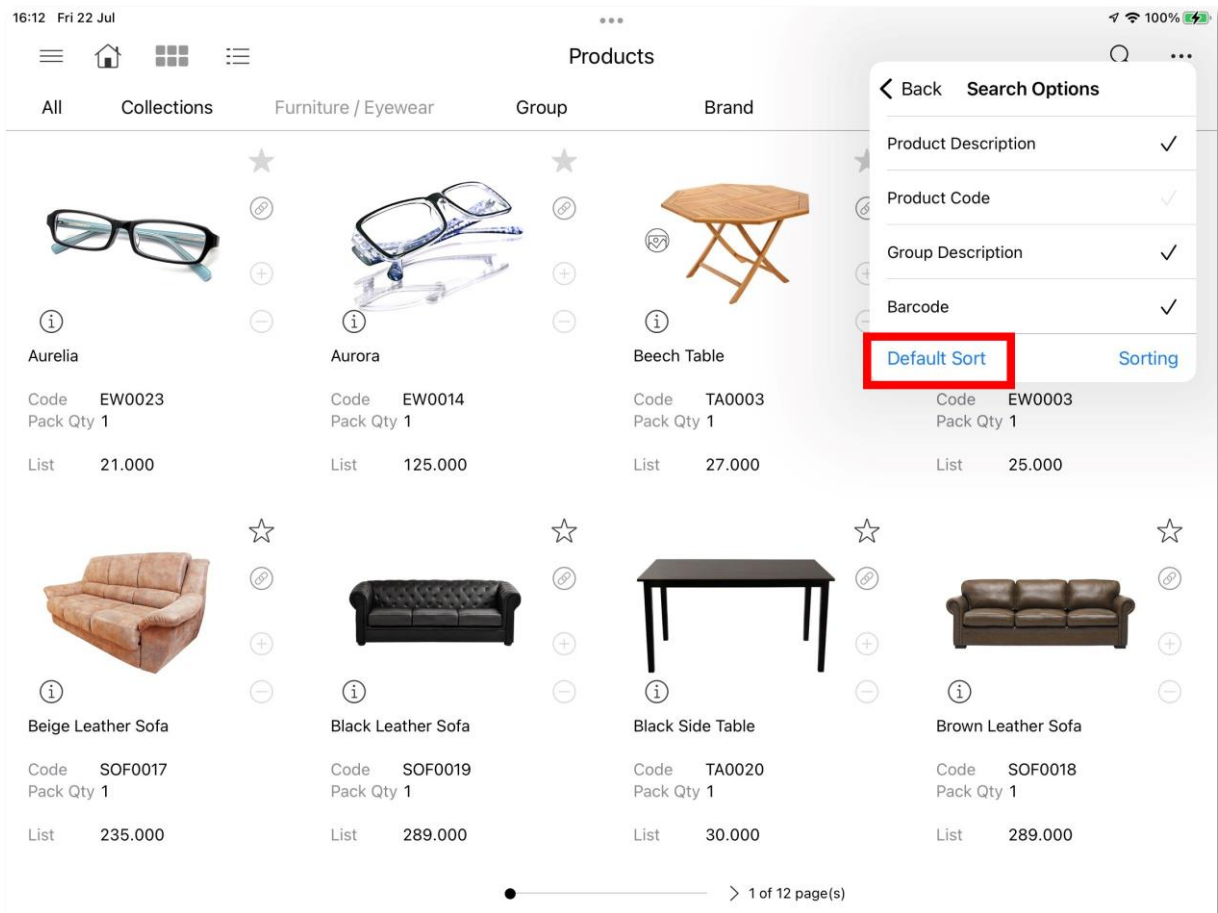 16:12 Fri 22 Jul
100%
Products
All Collections Furniture / Eyewear Group Brand
Back Search Options
Product Description
Product Code
Group Description
Barcode
Default Sort Sorting
Aurelia Aurora Beech Table
Code EW0023 Code EW0014 Code TA0003 Code EW0003
Pack Qty 1 Pack Qty 1 Pack Qty 1 Pack Qty 1
List 21.000 List 125.000 List 27.000 List 25.000
Beige Leather Sofa Black Leather Sofa Black Side Table Brown Leather Sofa
Code SOF0017 Code SOF0019 Code TA0020 Code SOF0018
Pack Qty 1 Pack Qty 1 Pack Qty 1 Pack Qty 1
List 235.000 List 289.000 List 30.000 List 289.000
1 of 12 page(s)